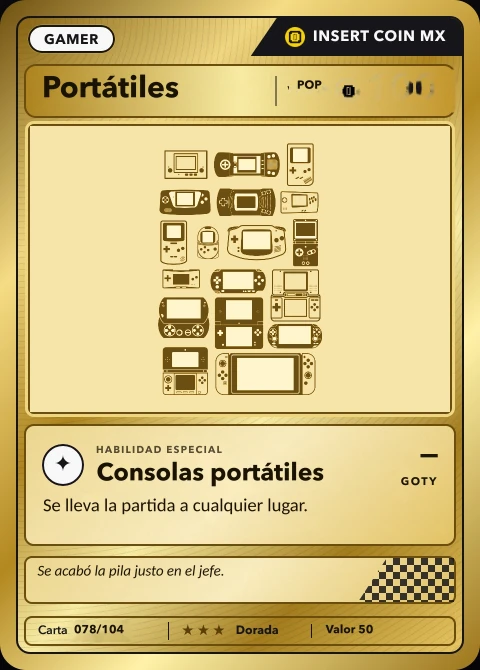 GAMER
INSERT COIN MX
Portátiles
POP
HABILIDAD ESPECIAL
Consolas portátiles
— GOTY
Se lleva la partida a cualquier lugar.
Se acabó la pila justo en el jefe.
Carta 078/104 ★★★ Dorada Valor 50